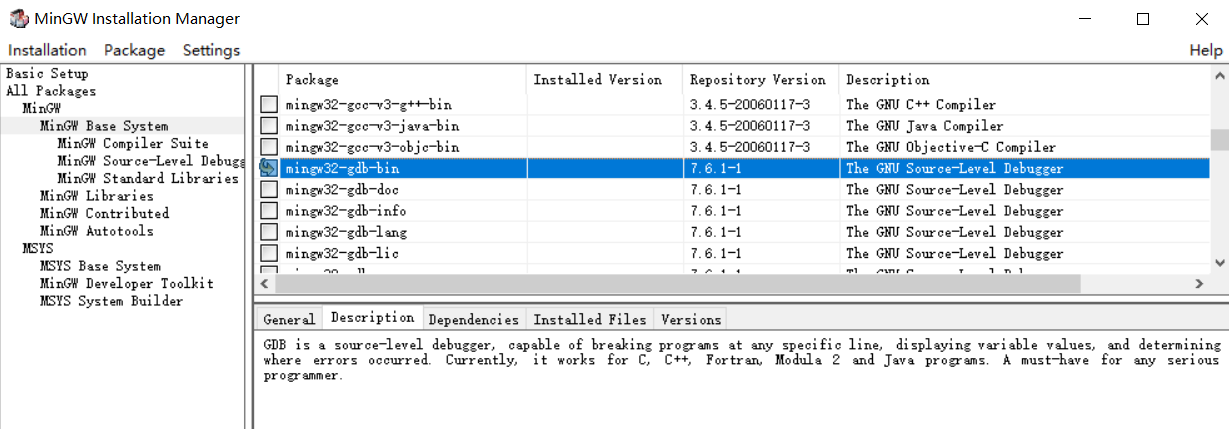 MinGW Installation Manager
Installation Package Settings Help
Basic Setup
All Packages
MinGW
MinGW Base System
MinGW Compiler Suite
MinGW Source-Level Debugg
MinGW Standard Libraries
MinGW Libraries
MinGW Contributed
MinGW Autotools
MSYS
MSYS Base System
MinGW Developer Toolkit
MSYS System Builder
Package Installed Version Repository Version Description
mingw32-gcc-v3-g++-bin 3.4.5-20060117-3 The GNU C++ Compiler
mingw32-gcc-v3-java-bin 3.4.5-20060117-3 The GNU Java Compiler
mingw32-gcc-v3-objc-bin 3.4.5-20060117-3 The GNU Objective-C Compiler
mingw32-gdb-bin 7.6.1-1 The GNU Source-Level Debugger
mingw32-gdb-doc 7.6.1-1 The GNU Source-Level Debugger
mingw32-gdb-info 7.6.1-1 The GNU Source-Level Debugger
mingw32-gdb-lang 7.6.1-1 The GNU Source-Level Debugger
mingw32-gdb-lic 7.6.1-1 The GNU Source-Level Debugger
General Description Dependencies Installed Files Versions
GDB is a source-level debugger, capable of breaking programs at any specific line, displaying variable values, and determining
where errors occurred. Currently, it works for C, C++, Fortran, Modula 2 and Java programs. A must-have for any serious
programmer.